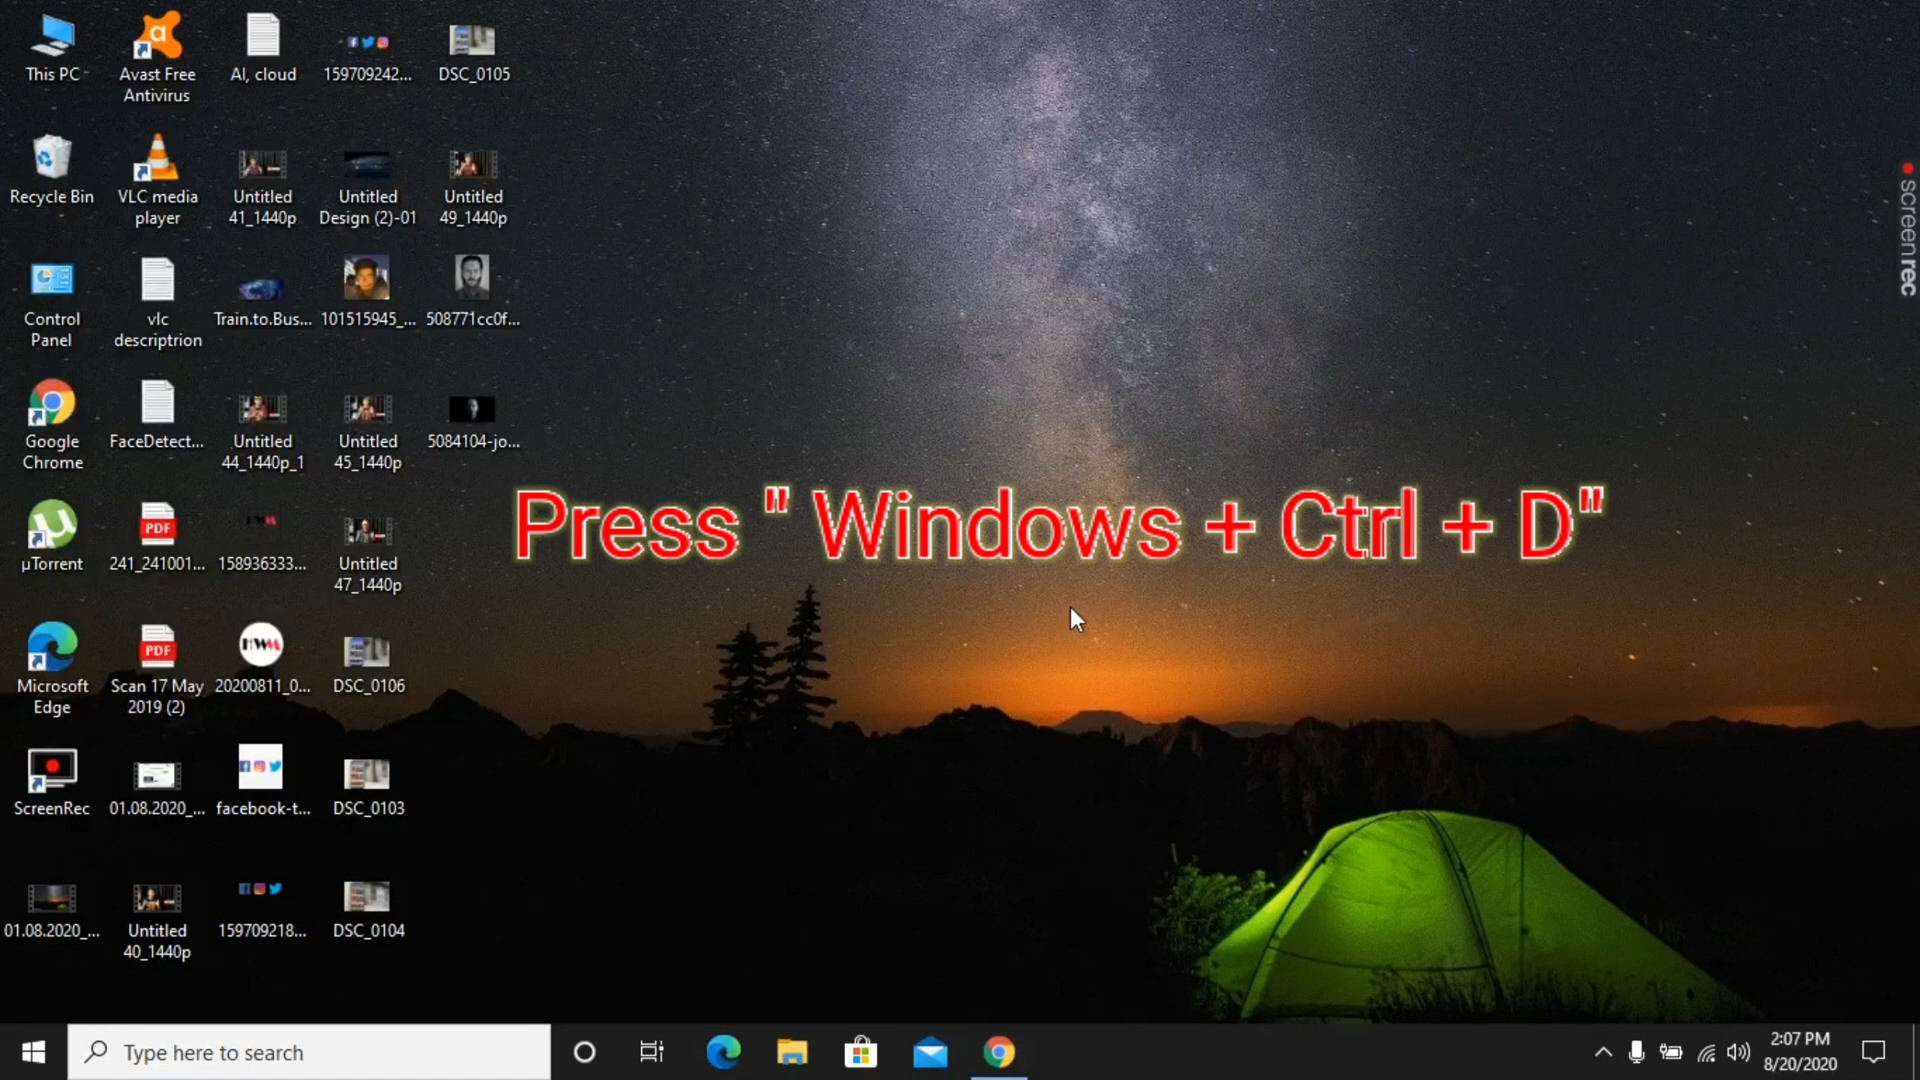 This PC
Avast Free
Antivirus
AI, cloud
159709242...
DSC_0105
Recycle Bin
VLC media
player
Untitled
41_1440p
Untitled
Design (2)-01
Untitled
49_1440p
Control
Panel
vlc
descriptrion
Train.to.Bus...
101515945_...
508771cc0f...
Google
Chrome
FaceDetect...
Untitled
44_1440p_1
Untitled
45_1440p
5084104-jo...
Press " Windows + Ctrl + D"
µTorrent
PDF
241_241001...
158936333...
Untitled
47_1440p
Microsoft
Edge
PDF
Scan 17 May
2019 (2)
20200811_0...
DSC_0106
ScreenRec
01.08.2020_...
facebook-t...
DSC_0103
01.08.2020_...
Untitled
40_1440p
159709218...
DSC_0104
screenrec
Type here to search
2:07 PM
8/20/2020